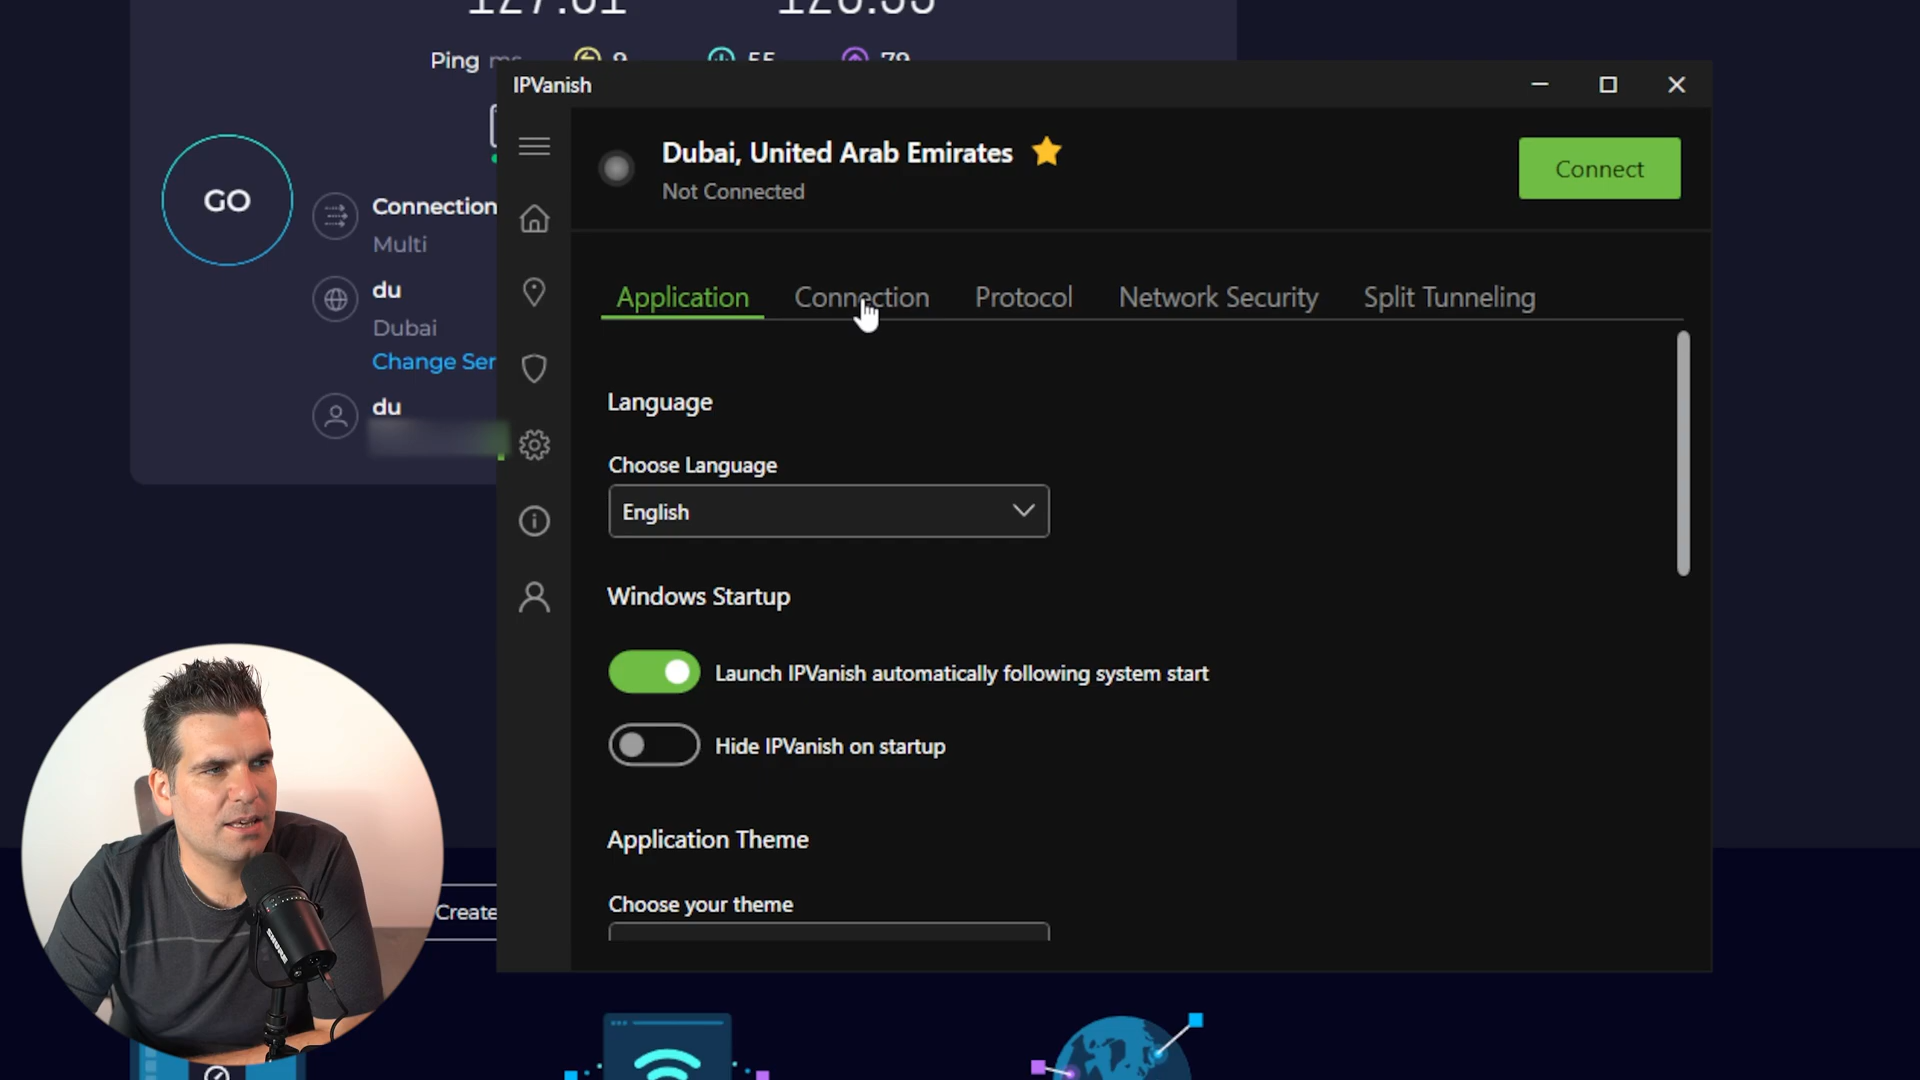 Ping ms
IPVanish
Dubai, United Arab Emirates
Not Connected
Connect
GO
Connection
Multi
du
Dubai
Change Ser
du
Application Connection Protocol Network Security Split Tunneling
Language
Choose Language
English
Windows Startup
Launch IPVanish automatically following system start
Hide IPVanish on startup
Application Theme
Choose your theme
Create
SHURE